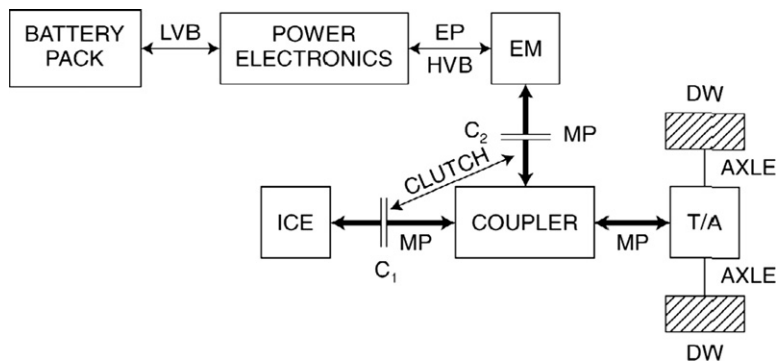 BATTERY
PACK
LVB
POWER
ELECTRONICS
EP
HVB
EM
DW
C2
MP
CLUTCH
AXLE
ICE
MP
C1
COUPLER
MP
T/A
AXLE
DW